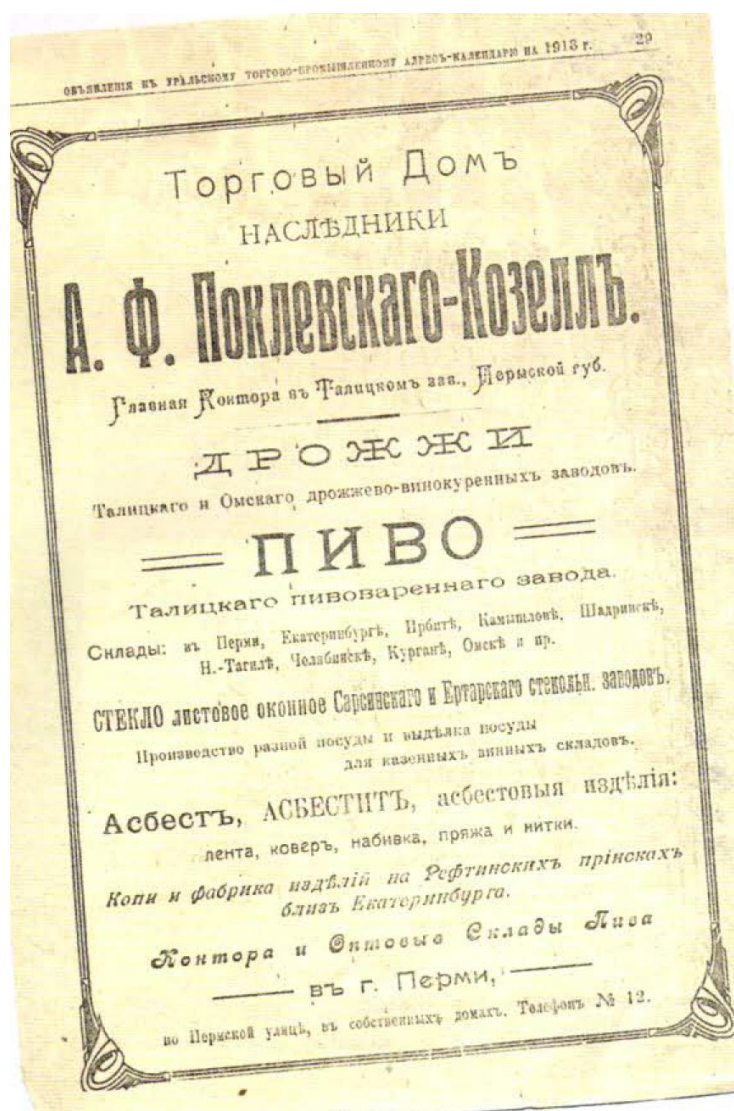 ОБЪЯВЛЕНІЯ КЪ УРАЛЬСКОМУ ТОРГОВО-ПРОМЫШЛЕННОМУ АДРЕСЪ-КАЛЕНДАРЮ НА 1913 г. 29
Торговый Домъ
НАСЛѢДНИКИ
А. Ф. Поклевскаго-Козеллъ.
Главная Контора въ Талицкомъ зав., Пермской губ.
ДРОЖЖИ
Талицкаго и Омскаго дрожжево-винокуренныхъ заводовъ.
ПИВО
Талицкаго пивовареннаго завода.
Склады: въ Перми, Екатеринбургѣ, Ирбитѣ, Камышловѣ, Шадринскѣ,
Н.-Тагилѣ, Челябинскѣ, Курганѣ, Омскѣ и пр.
СТЕКЛО листовое оконное Сарсинскаго и Ертарскаго стекольн. заводовъ.
Производство разной посуды и выдѣлка посуды
для казенныхъ винныхъ складовъ.
Асбестъ, АСБЕСТИТЪ, асбестовыя издѣлія:
лента, коверъ, набивка, пряжа и нитки.
Копи и фабрика издѣлій на Рефтинскихъ пріискахъ
близъ Екатеринбурга.
Контора и Оптовые Склады Пива
въ г. Перми,
по Пермской улицѣ, въ собственныхъ домахъ. Телефонъ № 12.